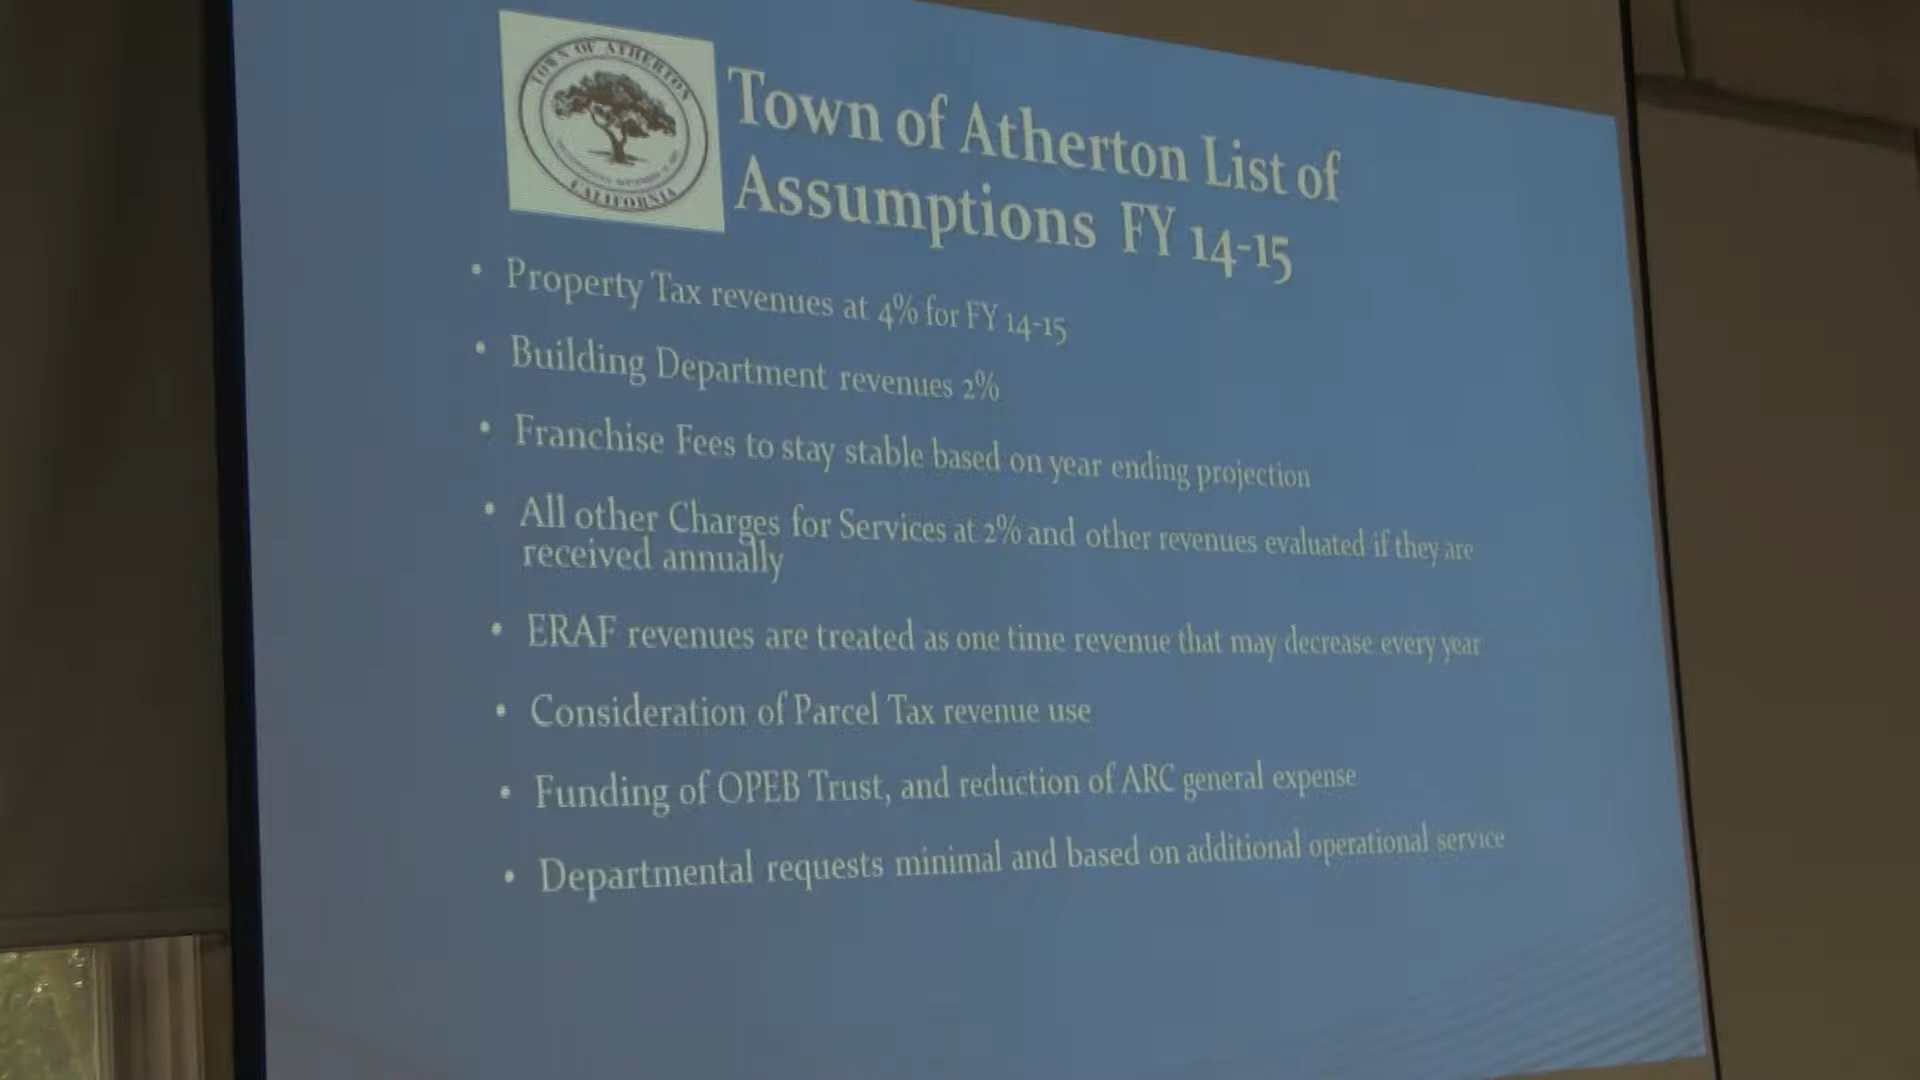 TOWN OF ATHERTON
CALIFORNIA
Town of Atherton List of
Assumptions FY 14-15
• Property Tax revenues at 4% for FY 14-15
• Building Department revenues 2%
• Franchise Fees to stay stable based on year ending projection
• All other Charges for Services at 2% and other revenues evaluated if they are
received annually
• ERAF revenues are treated as one time revenue that may decrease every year
• Consideration of Parcel Tax revenue use
• Funding of OPEB Trust, and reduction of ARC general expense
• Departmental requests minimal and based on additional operational service